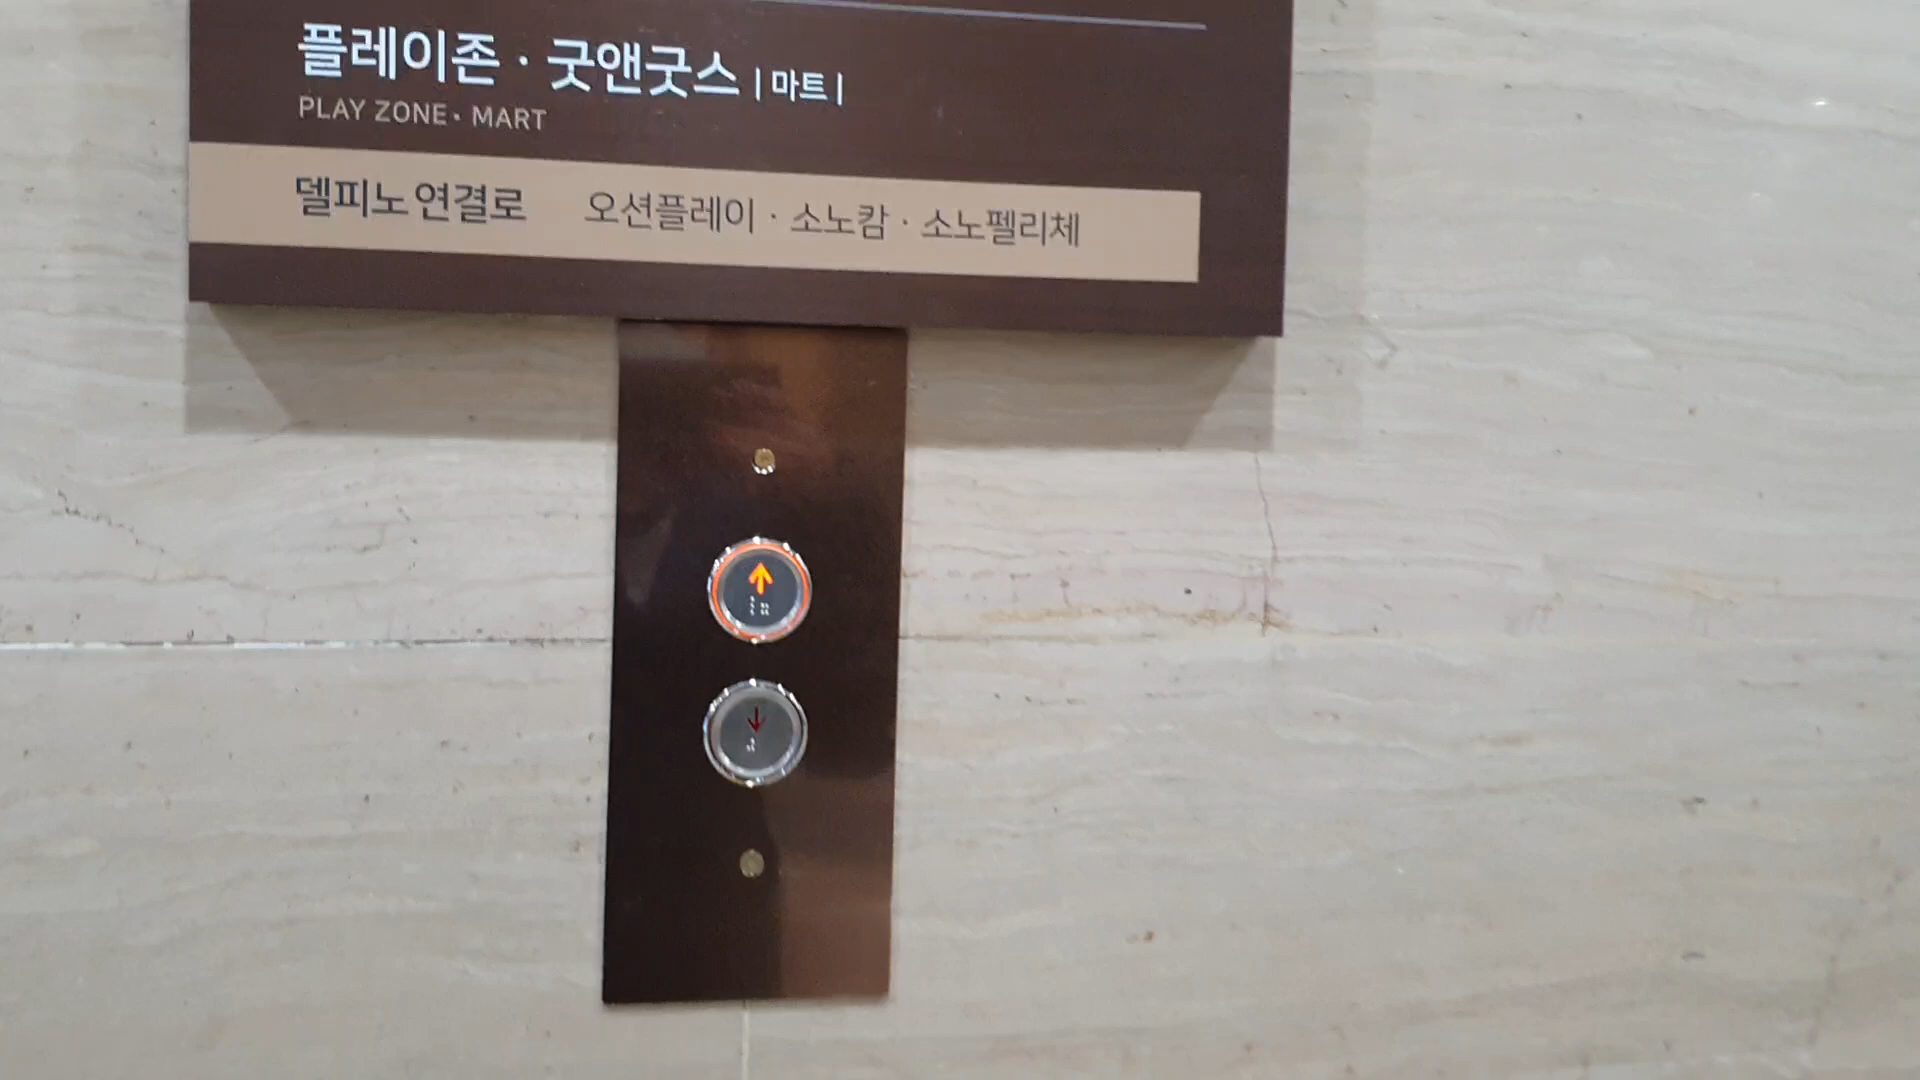 플레이존 · 굿앤굿스 | 마트 |
PLAY ZONE · MART
델피노 연결로 오션플레이 · 소노캄 · 소노펠리체